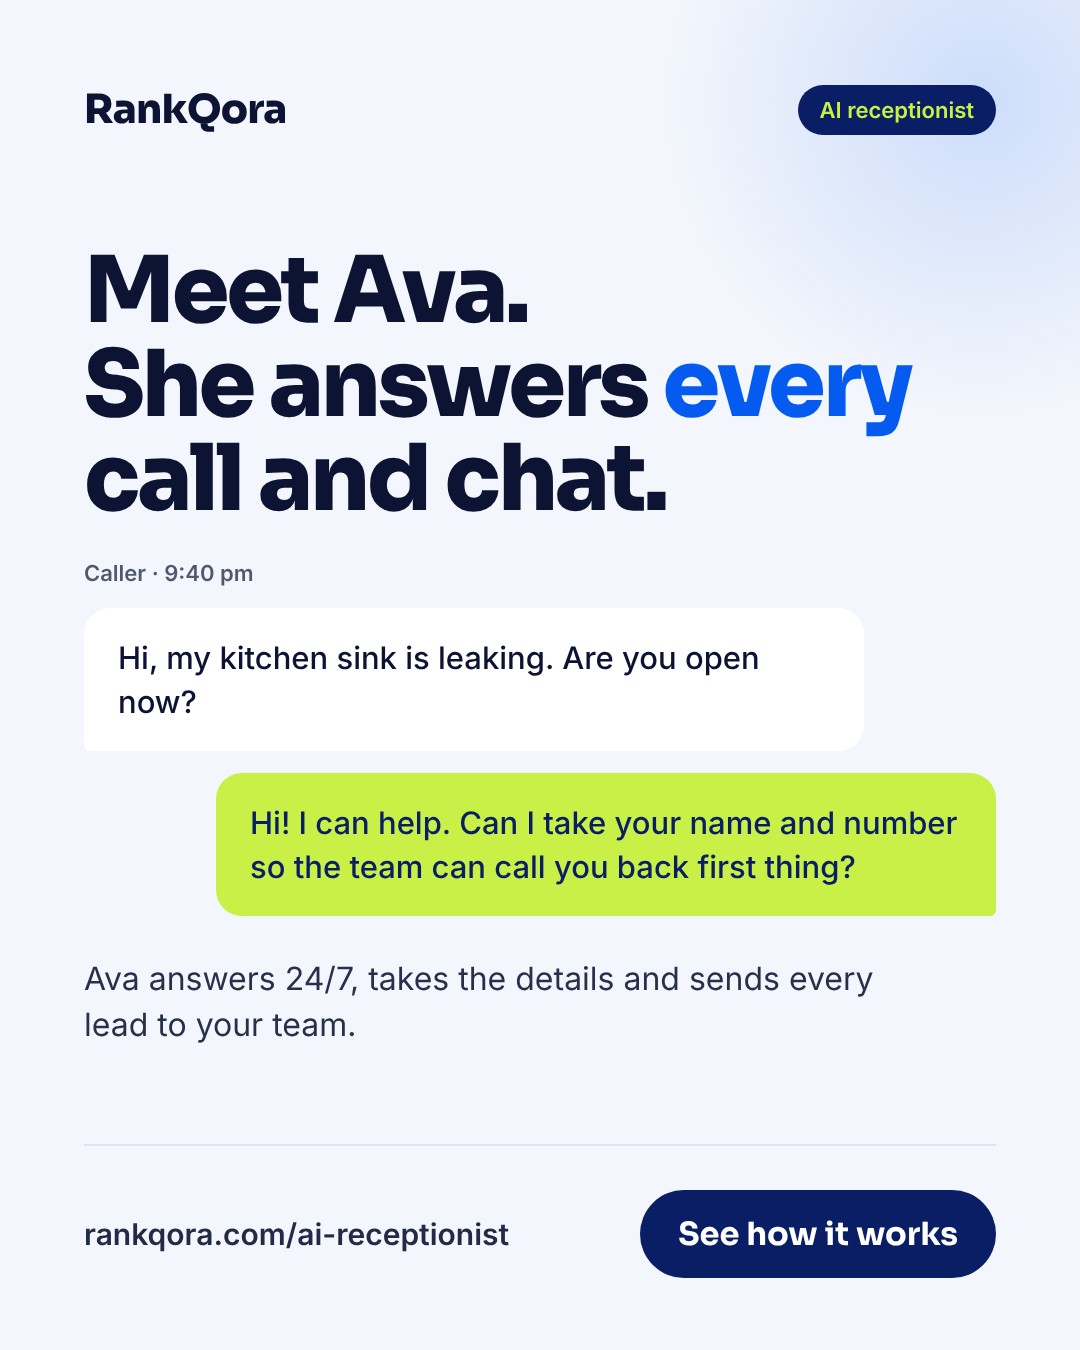 RankQora
AI receptionist
Meet Ava.
She answers every
call and chat.
Caller · 9:40 pm
Hi, my kitchen sink is leaking. Are you open
now?
Hi! I can help. Can I take your name and number
so the team can call you back first thing?
Ava answers 24/7, takes the details and sends every
lead to your team.
rankqora.com/ai-receptionist
See how it works